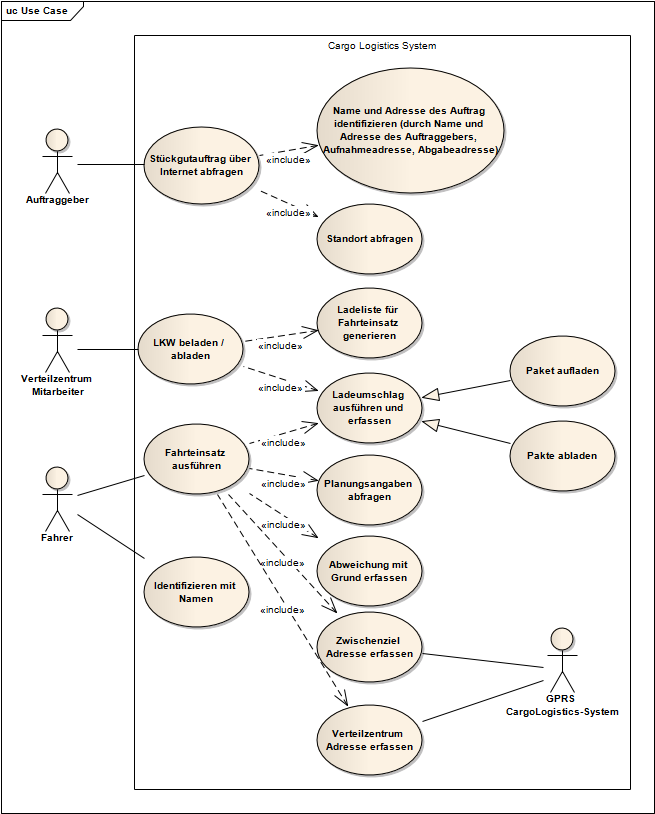 uc Use Case
Cargo Logistics System
Name und Adresse des Auftrag
identifizieren (durch Name und
Adresse des Auftraggebers,
Aufnahmeadresse, Abgabeadresse)
Stückgutauftrag über
Internet abfragen
«include»
Auftraggeber
«include»
Standort abfragen
Ladeliste für
Fahrteinsatz
generieren
LKW beladen /
abladen
«include»
Verteilzentrum
Mitarbeiter
«include»
Ladeumschlag
ausführen und
erfassen
Paket aufladen
Pakte abladen
Fahrteinsatz
ausführen
«include»
Planungsangaben
abfragen
«include»
Fahrer
«include»
Abweichung mit
Grund erfassen
«include»
Identifizieren mit
Namen
«include»
Zwischenziel
Adresse erfassen
GPRS
CargoLogistics-System
Verteilzentrum
Adresse erfassen